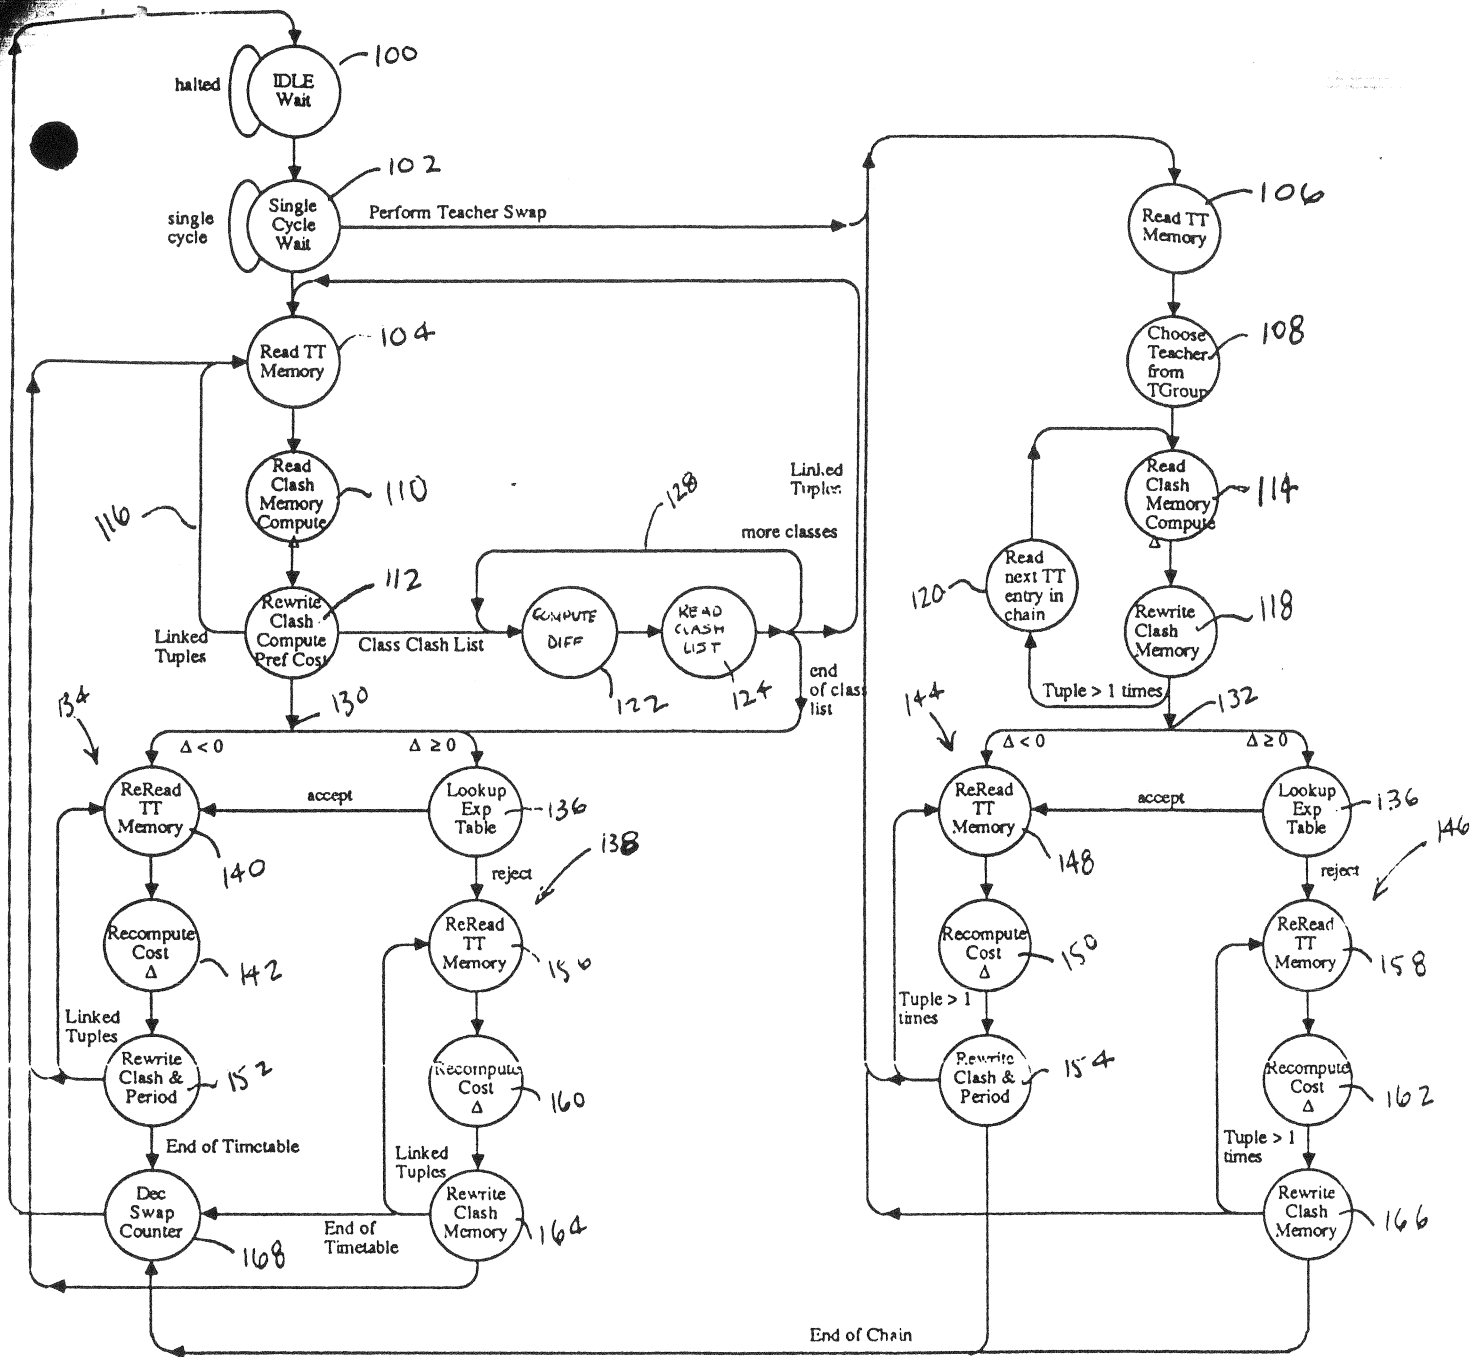 100
halted
IDLE
Wait
102
single
cycle
Single
Cycle
Wait
Perform Teacher Swap
106
Read TT
Memory
104
Read TT
Memory
108
Choose
Teacher
from
TGroup
116
Read
Clash
Memory
Compute
Δ
110
Linked
Tuples
128
more classes
114
Read
Clash
Memory
Compute
Δ
120
Read
next TT
entry in
chain
112
Linked
Tuples
Rewrite
Clash
Compute
Pref Cost
Class Clash List
COMPUTE
DIFF
122
READ
CLASH
LIST
124
end
of class
list
118
Rewrite
Clash
Memory
Tuple > 1 times
134
130
Δ < 0
Δ ≥ 0
144
132
Δ < 0
Δ ≥ 0
ReRead
TT
Memory
140
accept
Lookup
Exp
Table
136
138
reject
ReRead
TT
Memory
148
accept
Lookup
Exp
Table
136
146
reject
Recompute
Cost
Δ
142
ReRead
TT
Memory
156
Recompute
Cost
Δ
150
ReRead
TT
Memory
158
Linked
Tuples
Rewrite
Clash &
Period
152
Recompute
Cost
Δ
160
Tuple > 1
times
Rewrite
Clash &
Period
154
Recompute
Cost
Δ
162
End of Timetable
Linked
Tuples
Tuple > 1
times
Dec
Swap
Counter
168
End of
Timetable
Rewrite
Clash
Memory
164
Rewrite
Clash
Memory
166
End of Chain